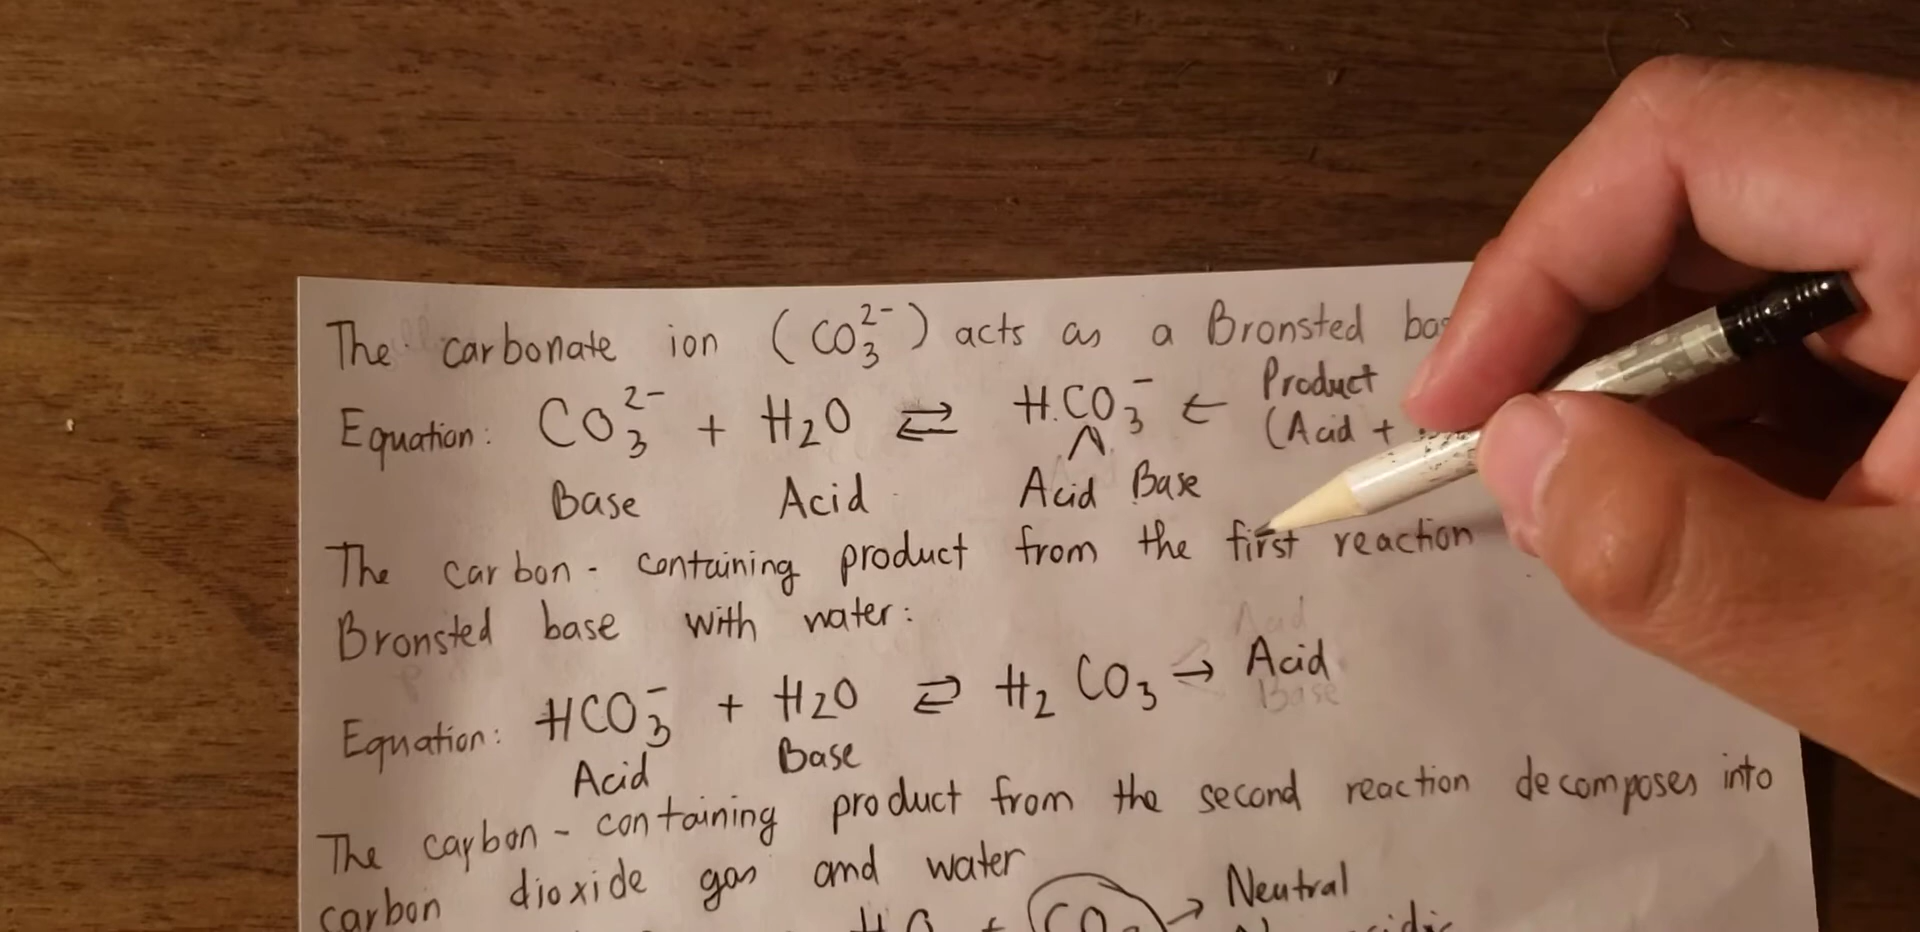 The carbonate ion (CO₃²⁻) acts as a Bronsted
Equation: CO₃²⁻ + H₂O ⇄ HCO₃⁻ ← Product
(Acid +
Base Acid Acid Base
The carbon - containing product from the first reaction
Bronsted base with water:
Equation: HCO₃⁻ + H₂O ⇄ H₂CO₃ → Acid
Base
Acid Base
The carbon - containing product from the second reaction decomposes into
carbon dioxide gas and water
→ Neutral